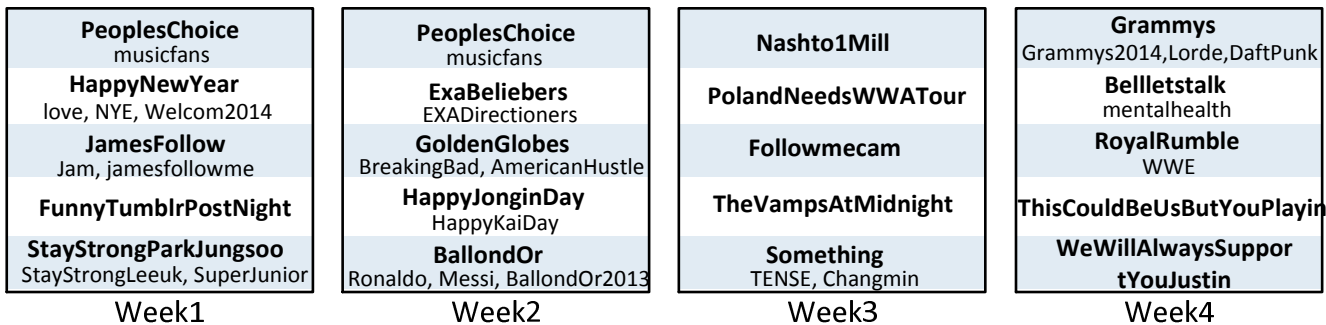 PeoplesChoice
musicfans
HappyNewYear
love, NYE, Welcom2014
JamesFollow
Jam, jamesfollowme
FunnyTumblrPostNight
StayStrongParkJungsoo
StayStrongLeeuk, SuperJunior
Week1
PeoplesChoice
musicfans
ExaBeliebers
EXADirectioners
GoldenGlobes
BreakingBad, AmericanHustle
HappyJonginDay
HappyKaiDay
BallondOr
Ronaldo, Messi, BallondOr2013
Week2
Nashto1Mill
PolandNeedsWWATour
Followmecam
TheVampsAtMidnight
Something
TENSE, Changmin
Week3
Grammys
Grammys2014,Lorde,DaftPunk
Bellletstalk
mentalhealth
RoyalRumble
WWE
ThisCouldBeUsButYouPlayin
WeWillAlwaysSuppor
tYouJustin
Week4